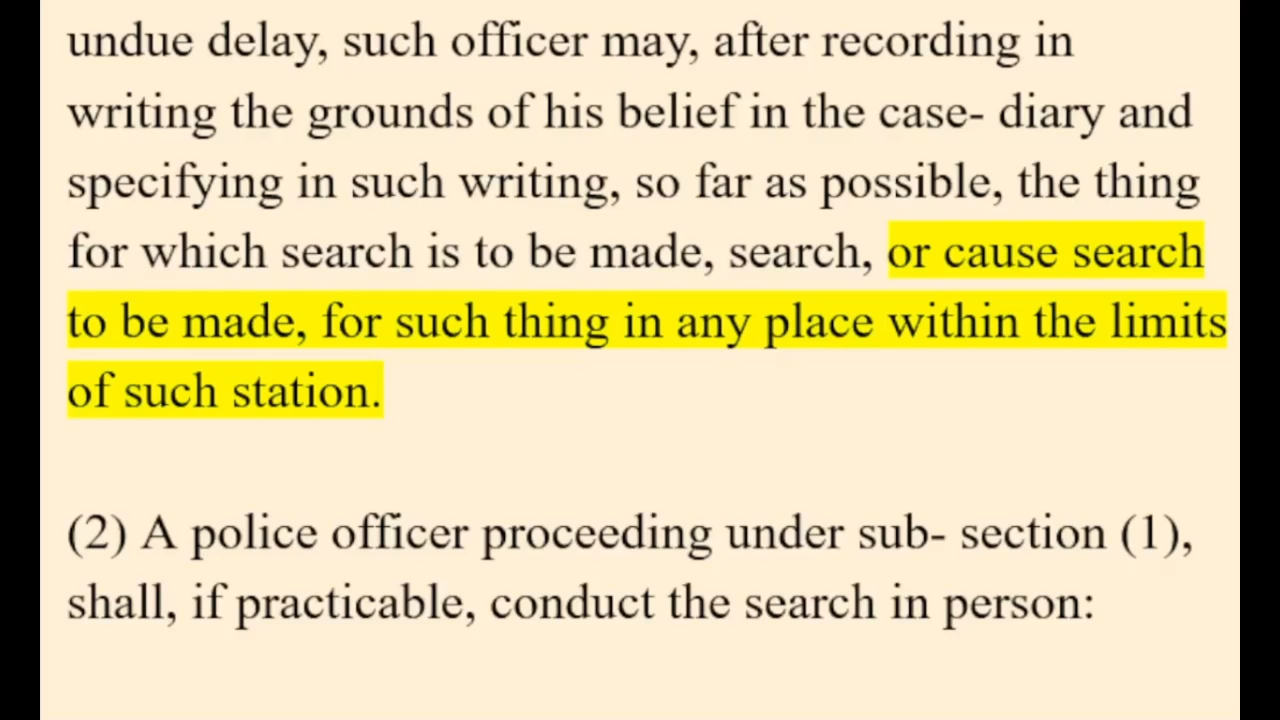 undue delay, such officer may, after recording in
writing the grounds of his belief in the case- diary and
specifying in such writing, so far as possible, the thing
for which search is to be made, search, or cause search
to be made, for such thing in any place within the limits
of such station.
(2) A police officer proceeding under sub- section (1),
shall, if practicable, conduct the search in person: